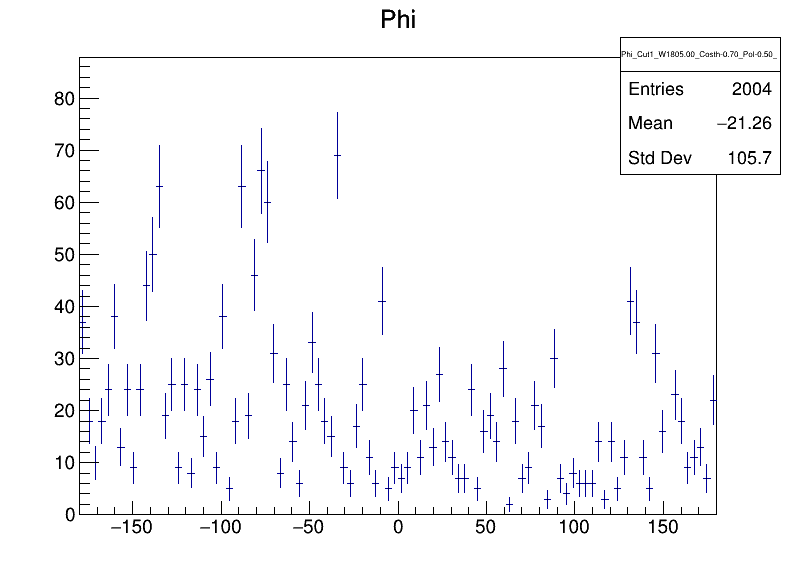 Phi
Phi_Cut1_W1805.00_Costh-0.70_Pol-0.50_
Entries 2004
Mean −21.26
Std Dev 105.7
80
70
60
50
40
30
20
10
0
−150 −100 −50 0 50 100 150